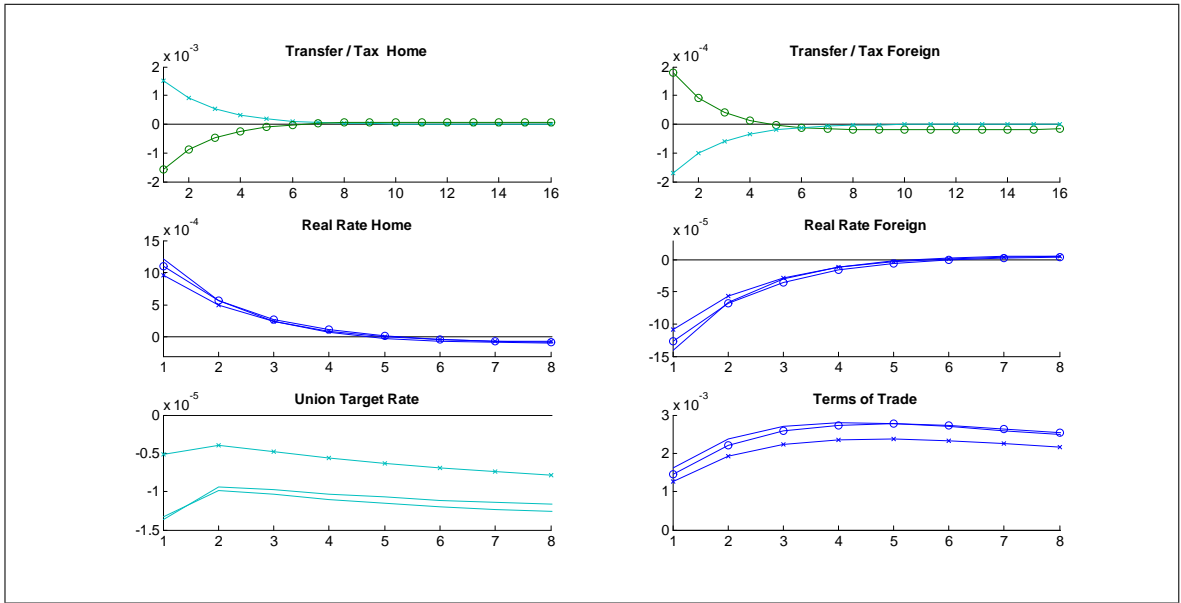 Transfer / Tax Home
x 10^-3
2
1
0
-1
-2
2 4 6 8 10 12 14 16
Transfer / Tax Foreign
x 10^-4
2
1
0
-1
-2
2 4 6 8 10 12 14 16
Real Rate Home
x 10^-4
15
10
5
0
1 2 3 4 5 6 7 8
Real Rate Foreign
x 10^-5
0
-5
-10
-15
1 2 3 4 5 6 7 8
Union Target Rate
x 10^-5
0
-0.5
-1
-1.5
1 2 3 4 5 6 7 8
Terms of Trade
x 10^-3
3
2
1
0
1 2 3 4 5 6 7 8